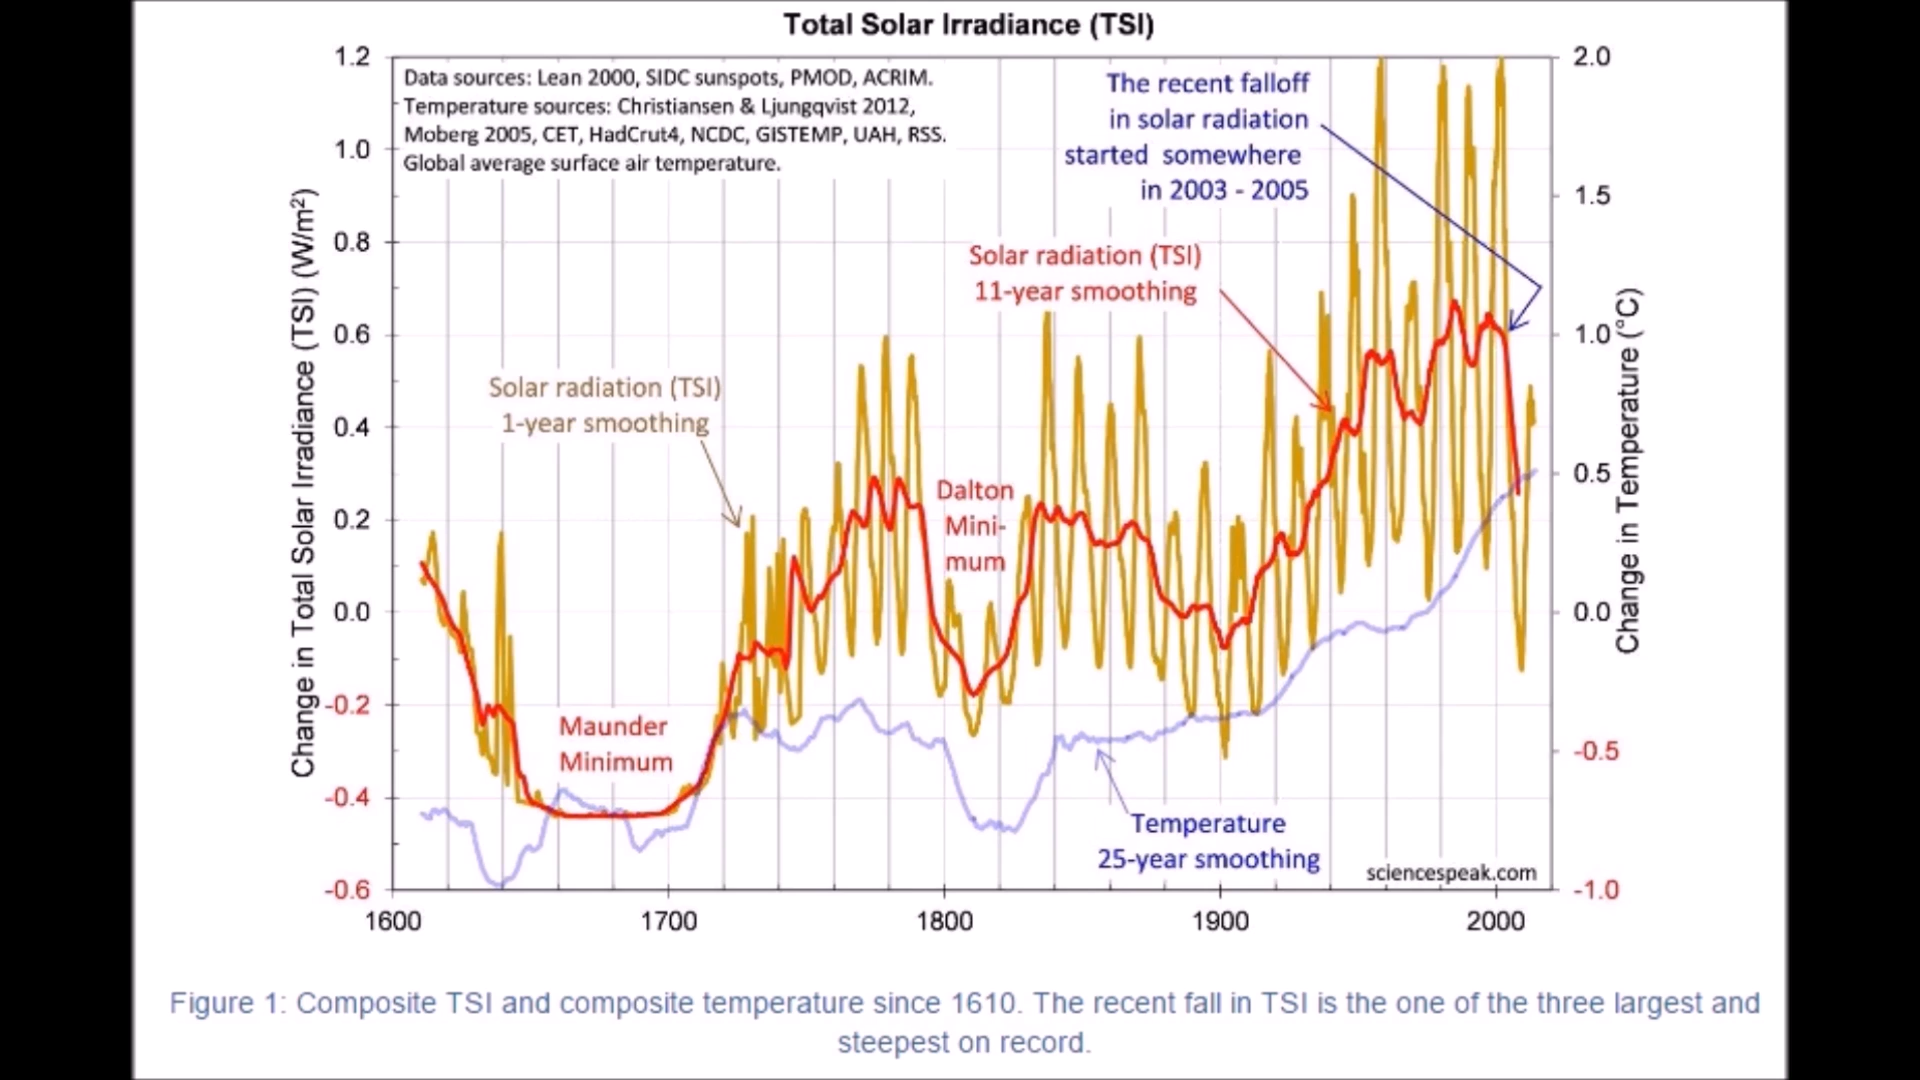 Total Solar Irradiance (TSI)
Data sources: Lean 2000, SIDC sunspots, PMOD, ACRIM.
Temperature sources: Christiansen & Ljungqvist 2012,
Moberg 2005, CET, HadCrut4, NCDC, GISTEMP, UAH, RSS.
Global average surface air temperature.
The recent falloff
in solar radiation
started somewhere
in 2003 - 2005
Solar radiation (TSI)
11-year smoothing
Solar radiation (TSI)
1-year smoothing
Dalton
Mini-
mum
Maunder
Minimum
Temperature
25-year smoothing
sciencespeak.com
Change in Total Solar Irradiance (TSI) (W/m²)
1.2
1.0
0.8
0.6
0.4
0.2
0.0
-0.2
-0.4
-0.6
Change in Temperature (°C)
2.0
1.5
1.0
0.5
0.0
-0.5
-1.0
1600 1700 1800 1900 2000
Figure 1: Composite TSI and composite temperature since 1610. The recent fall in TSI is the one of the three largest and
steepest on record.